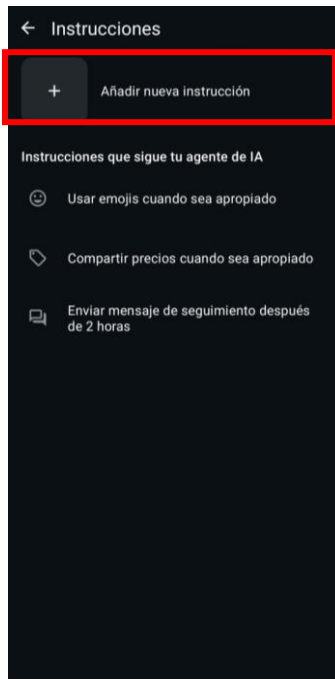 Instrucciones
Añadir nueva instrucción
Instrucciones que sigue tu agente de IA
Usar emojis cuando sea apropiado
Compartir precios cuando sea apropiado
Enviar mensaje de seguimiento después
de 2 horas